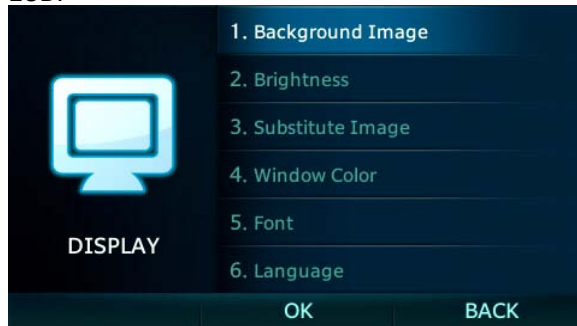 1. Background Image
2. Brightness
3. Substitute Image
4. Window Color
5. Font
6. Language
DISPLAY
OK
BACK